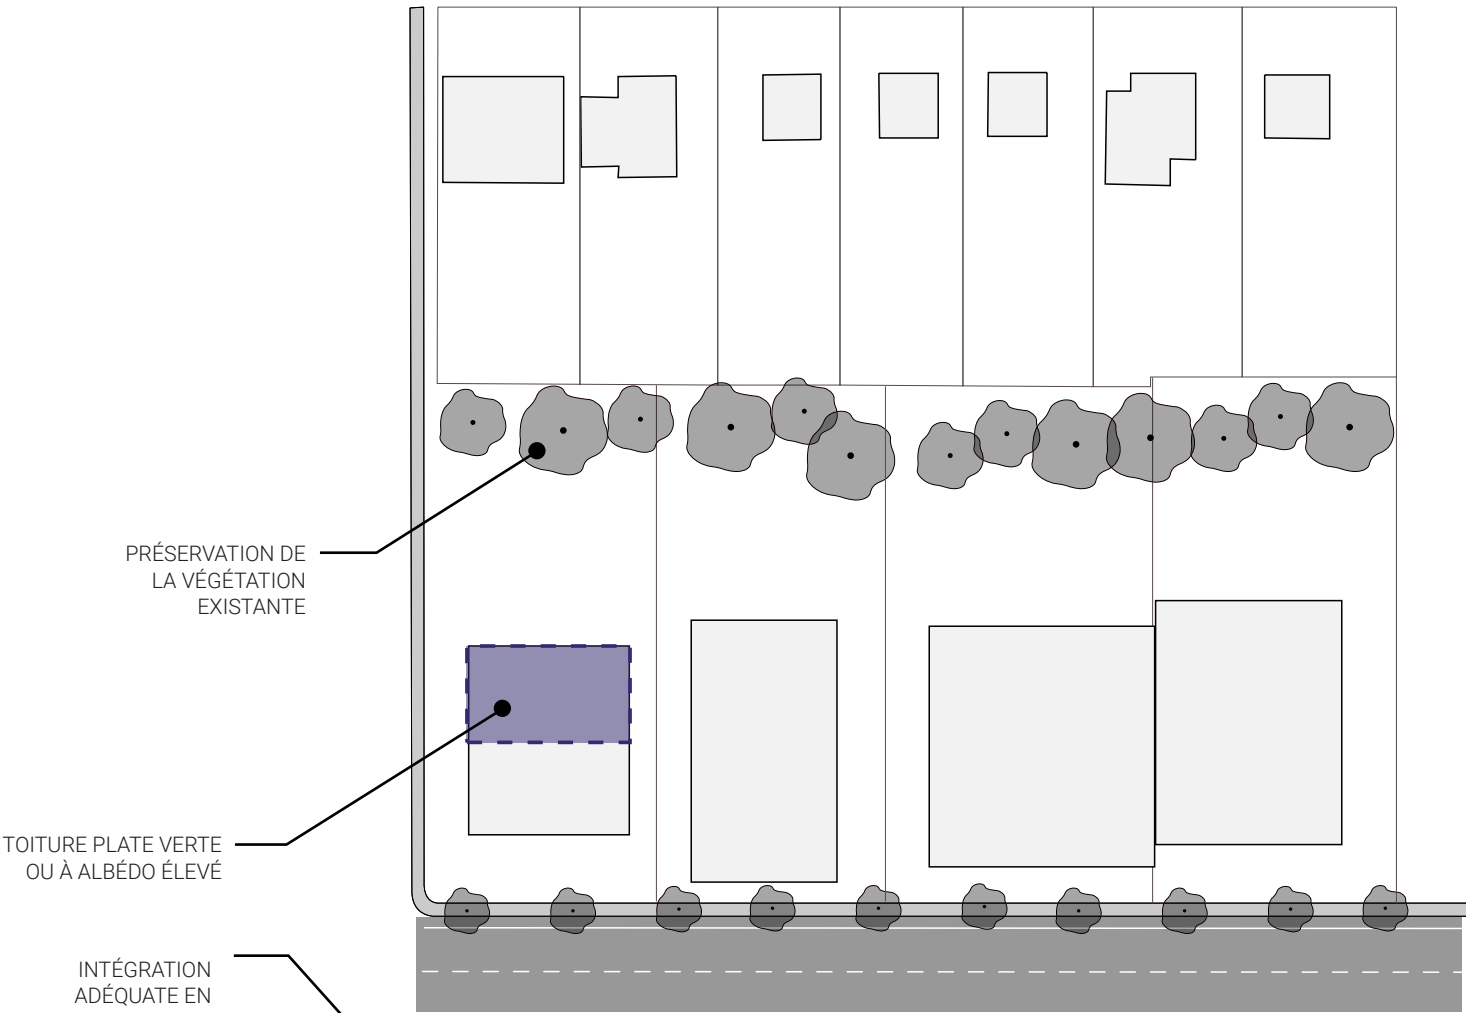 PRÉSERVATION DE
LA VÉGÉTATION
EXISTANTE
TOITURE PLATE VERTE
OU À ALBÉDO ÉLEVÉ
INTÉGRATION
ADÉQUATE EN